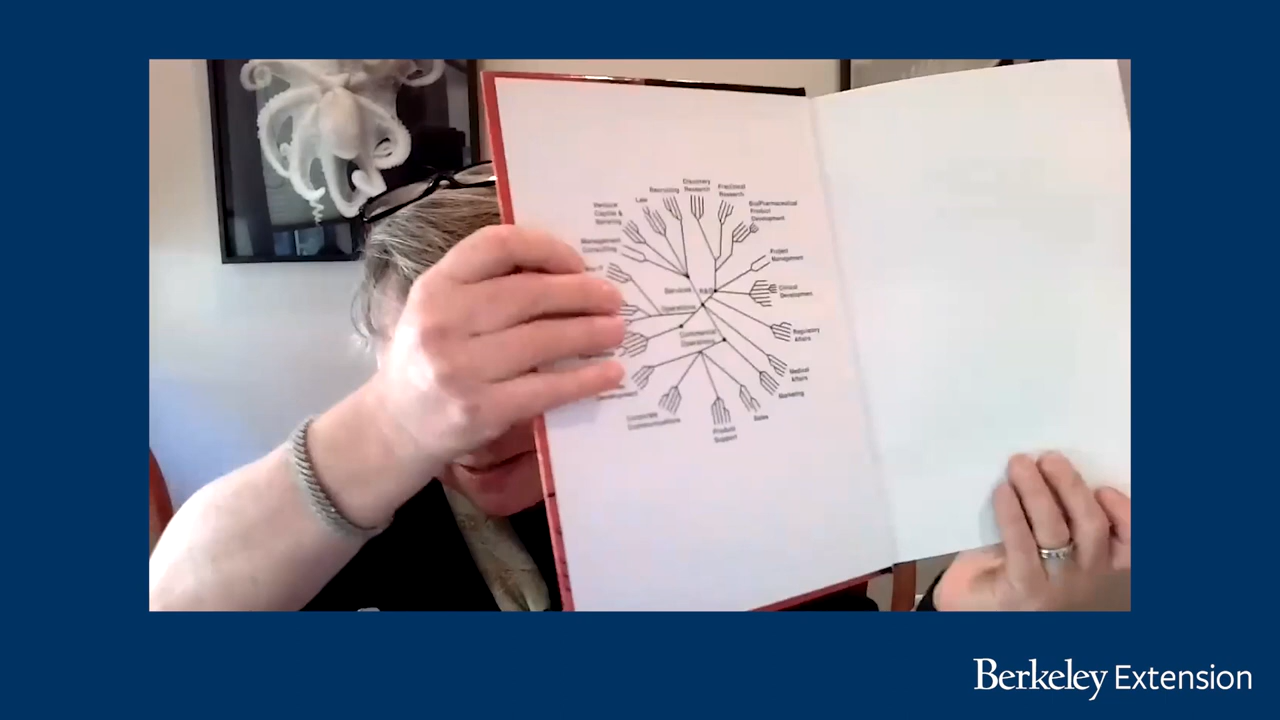 Discovery
Research
Preclinical
Research
Recruiting
Law
Venture
Capital &
Banking
BioPharmaceutical
Product
Development
Management
Consulting
Project
Management
Services
R&D
Clinical
Development
Operations
Commercial
Operations
Regulatory
Affairs
Medical
Affairs
Marketing
Development
Corporate
Communications
Sales
Product
Support
Berkeley Extension